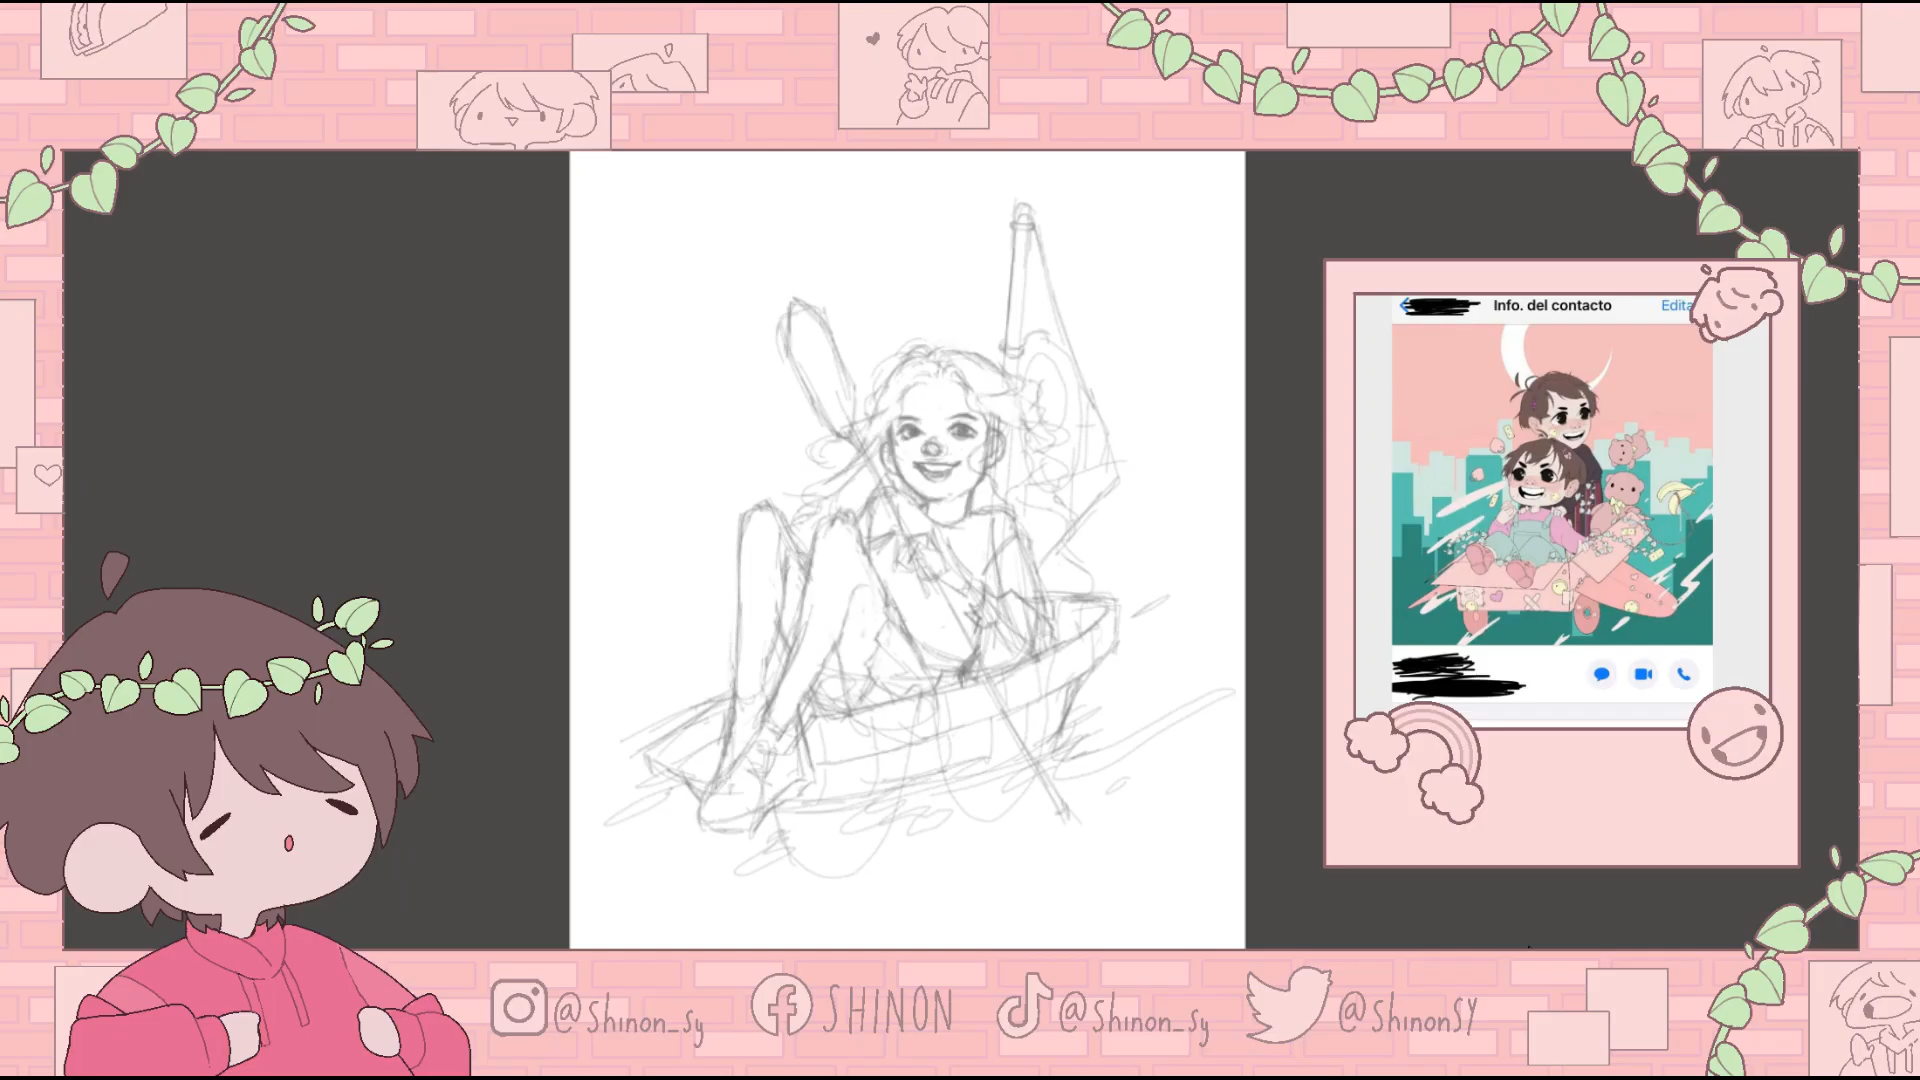 Info. del contacto
Edita
@Shinon_Sy
SHINON
@Shinon_Sy
@ShinonSY